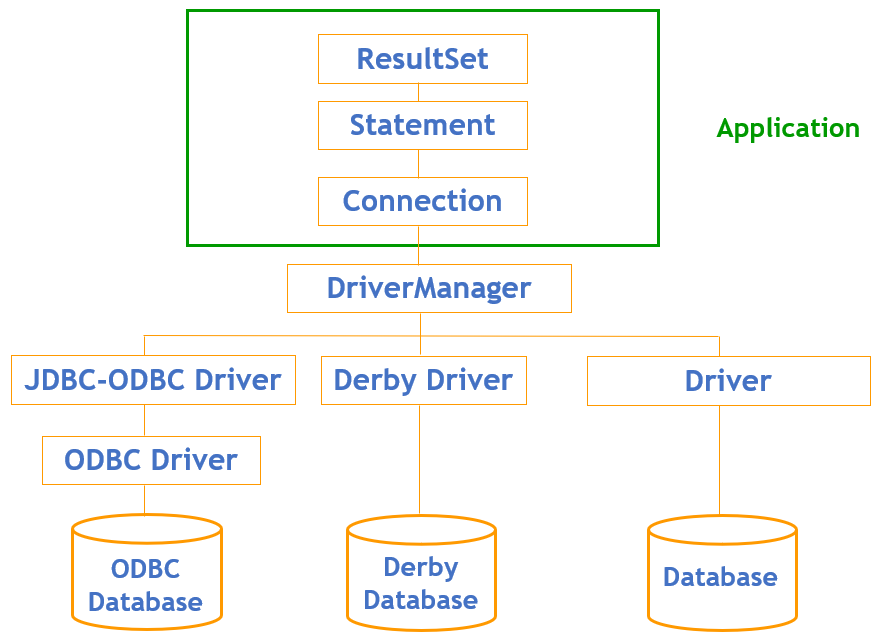 ResultSet
Statement
Application
Connection
DriverManager
JDBC-ODBC Driver
Derby Driver
Driver
ODBC Driver
ODBC
Database
Derby
Database
Database